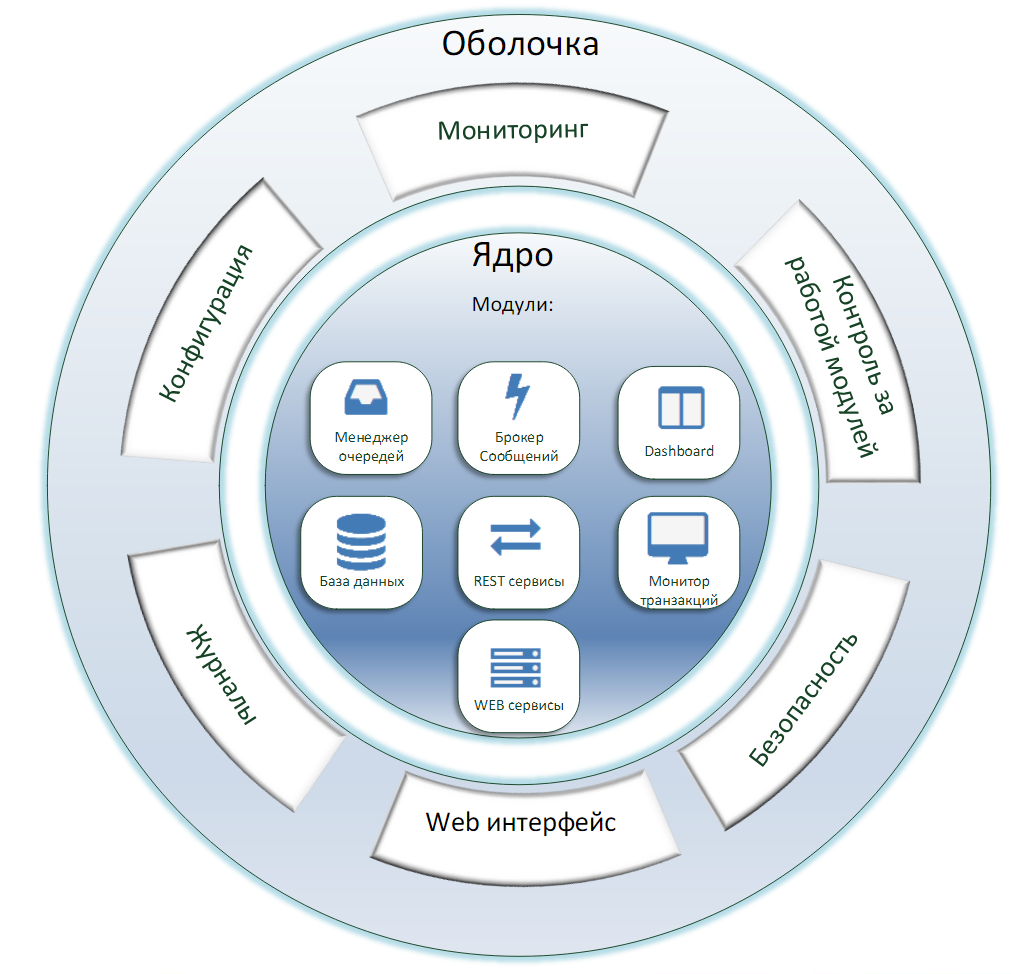 Оболочка
Мониторинг
Конфигурация
Контроль за
работой модулей
Ядро
Модули:
Менеджер
очередей
Брокер
Сообщений
Dashboard
База данных
REST сервисы
Монитор
транзакций
WEB сервисы
Журналы
Безопасность
Web интерфейс